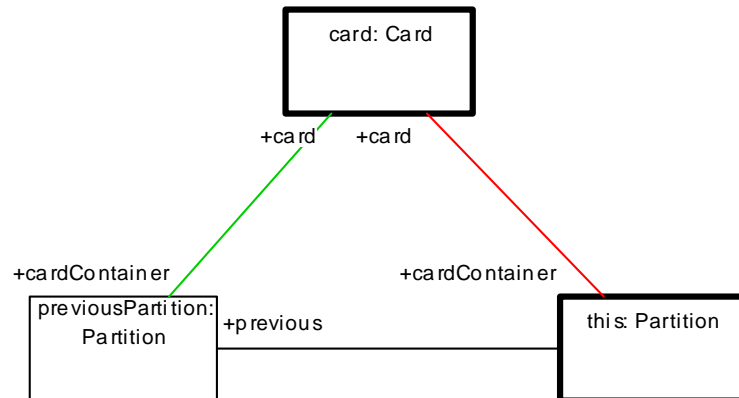 card: Card
+card
+card
+cardContainer
+cardContainer
previousPartition:
Partition
+previous
this: Partition